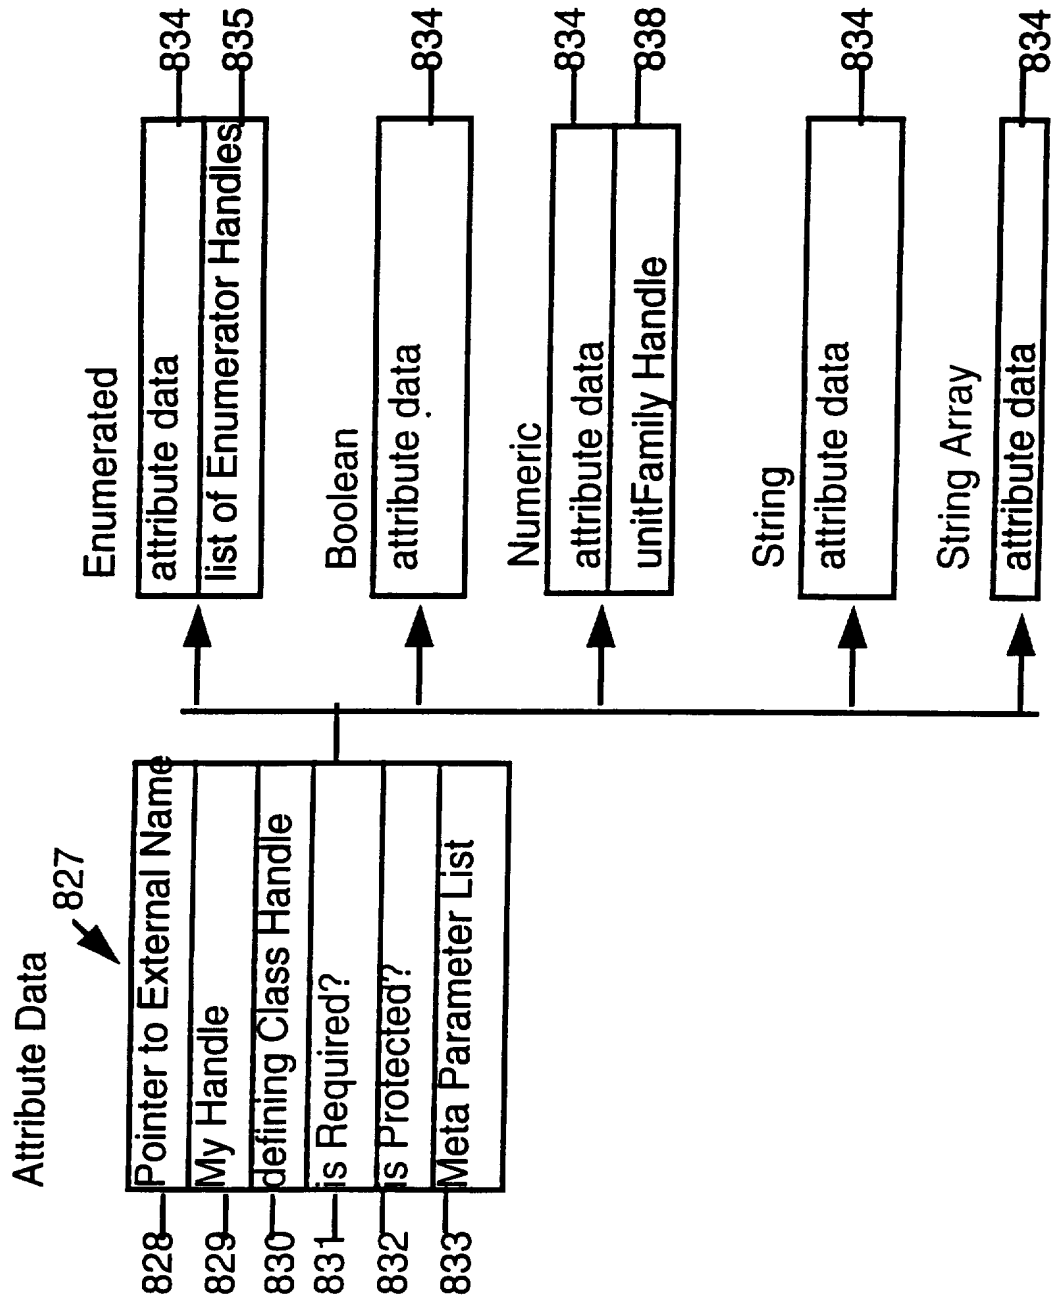 Attribute Data
827
828 Pointer to External Name
829 My Handle
830 defining Class Handle
831 is Required?
832 is Protected?
833 Meta Parameter List
Enumerated
attribute data 834
list of Enumerator Handles 835
Boolean
attribute data 834
Numeric
attribute data 834
unitFamily Handle 838
String
attribute data 834
String Array
attribute data 834